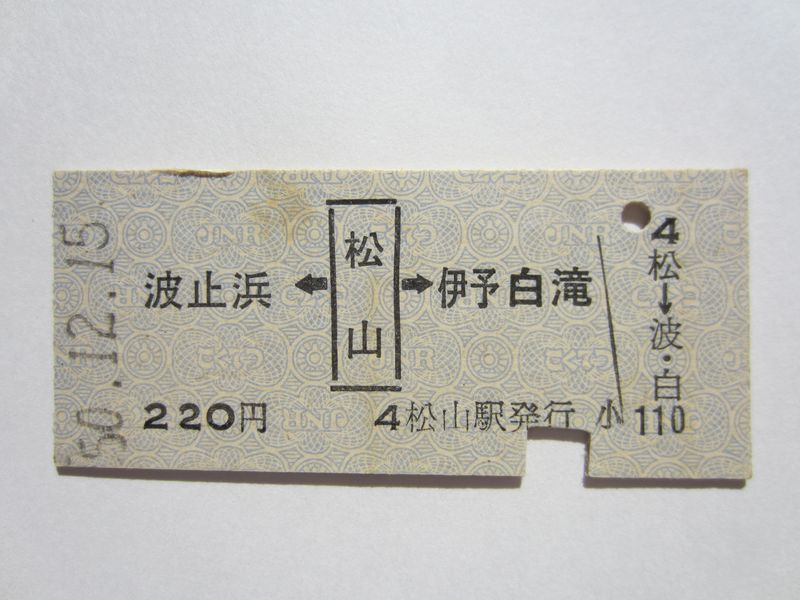 50.12.15
波止浜 ← 松山 → 伊予白滝
220円 4松山駅発行
小 110
4松→波・白